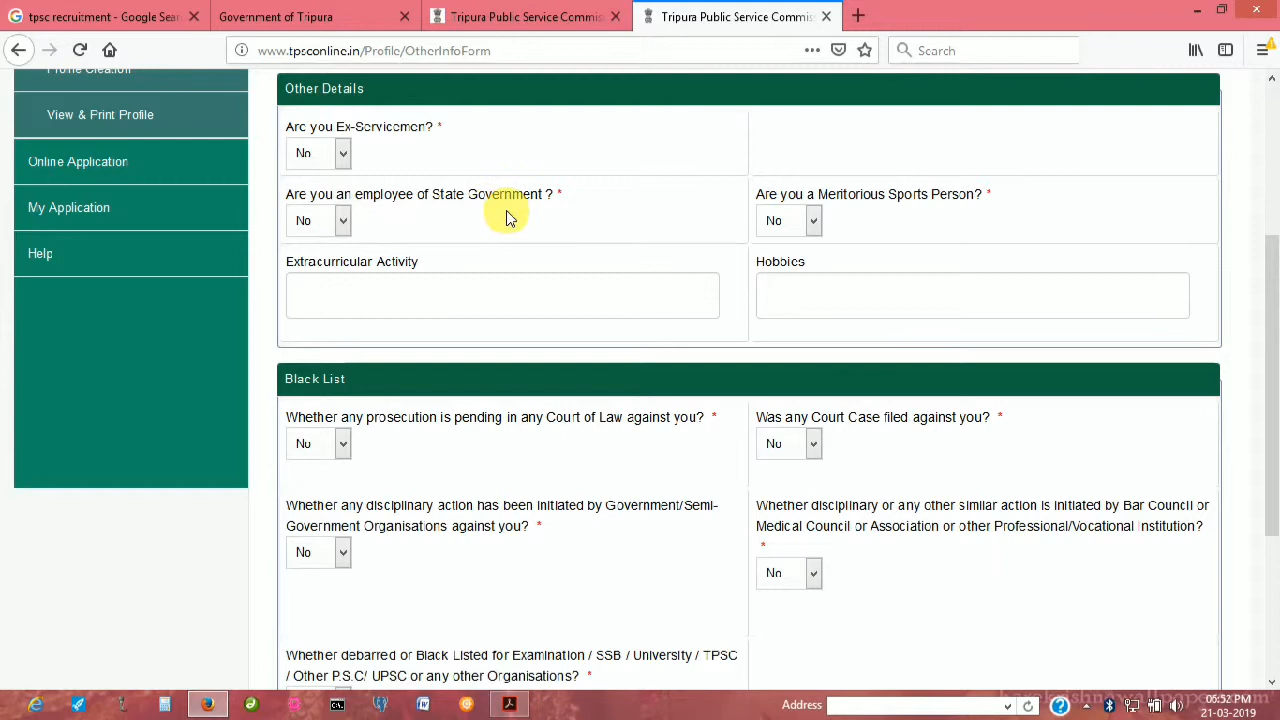 tpsc recruitment - Google Sear
Government of Tripura
Tripura Public Service Commiss
Tripura Public Service Commiss
www.tpsconline.in/Profile/OtherInfoForm
Search
Profile Creation
View & Print Profile
Online Application
My Application
Help
Other Details
Are you Ex-Servicemen? *
No
Are you an employee of State Government ? *
No
Are you a Meritorious Sports Person? *
No
Extracurricular Activity
Hobbies
Black List
Whether any prosecution is pending in any Court of Law against you? *
No
Was any Court Case filed against you? *
No
Whether any disciplinary action has been initiated by Government/Semi-
Government Organisations against you? *
No
Whether disciplinary or any other similar action is initiated by Bar Council or
Medical Council or Association or other Professional/Vocational Institution?
*
No
Whether debarred or Black Listed for Examination / SSB / University / TPSC
/ Other P.S.C/ UPSC or any other Organisations? *
Address
05:52 PM
21-03-2019